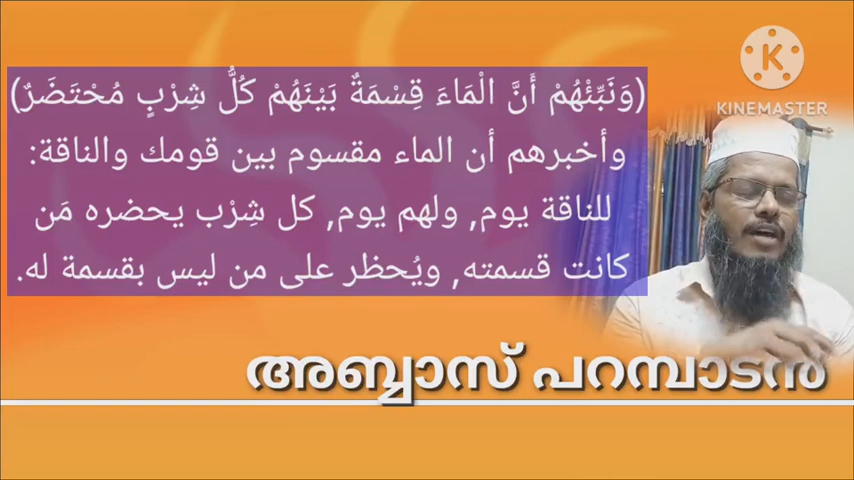 (وَنَبِّئْهُمْ أَنَّ الْمَاءَ قِسْمَةٌ بَيْنَهُمْ كُلُّ شِرْبٍ مُحْتَضَرٌ)
وأخبرهم أن الماء مقسوم بين قومك والناقة:
للناقة يوم, ولهم يوم, كل شِرْب يحضره مَن
كانت قسمته, ويُحظر على من ليس بقسمة له.
K
KINEMASTER
അബ്ബാസ് പറമ്പാടൻ